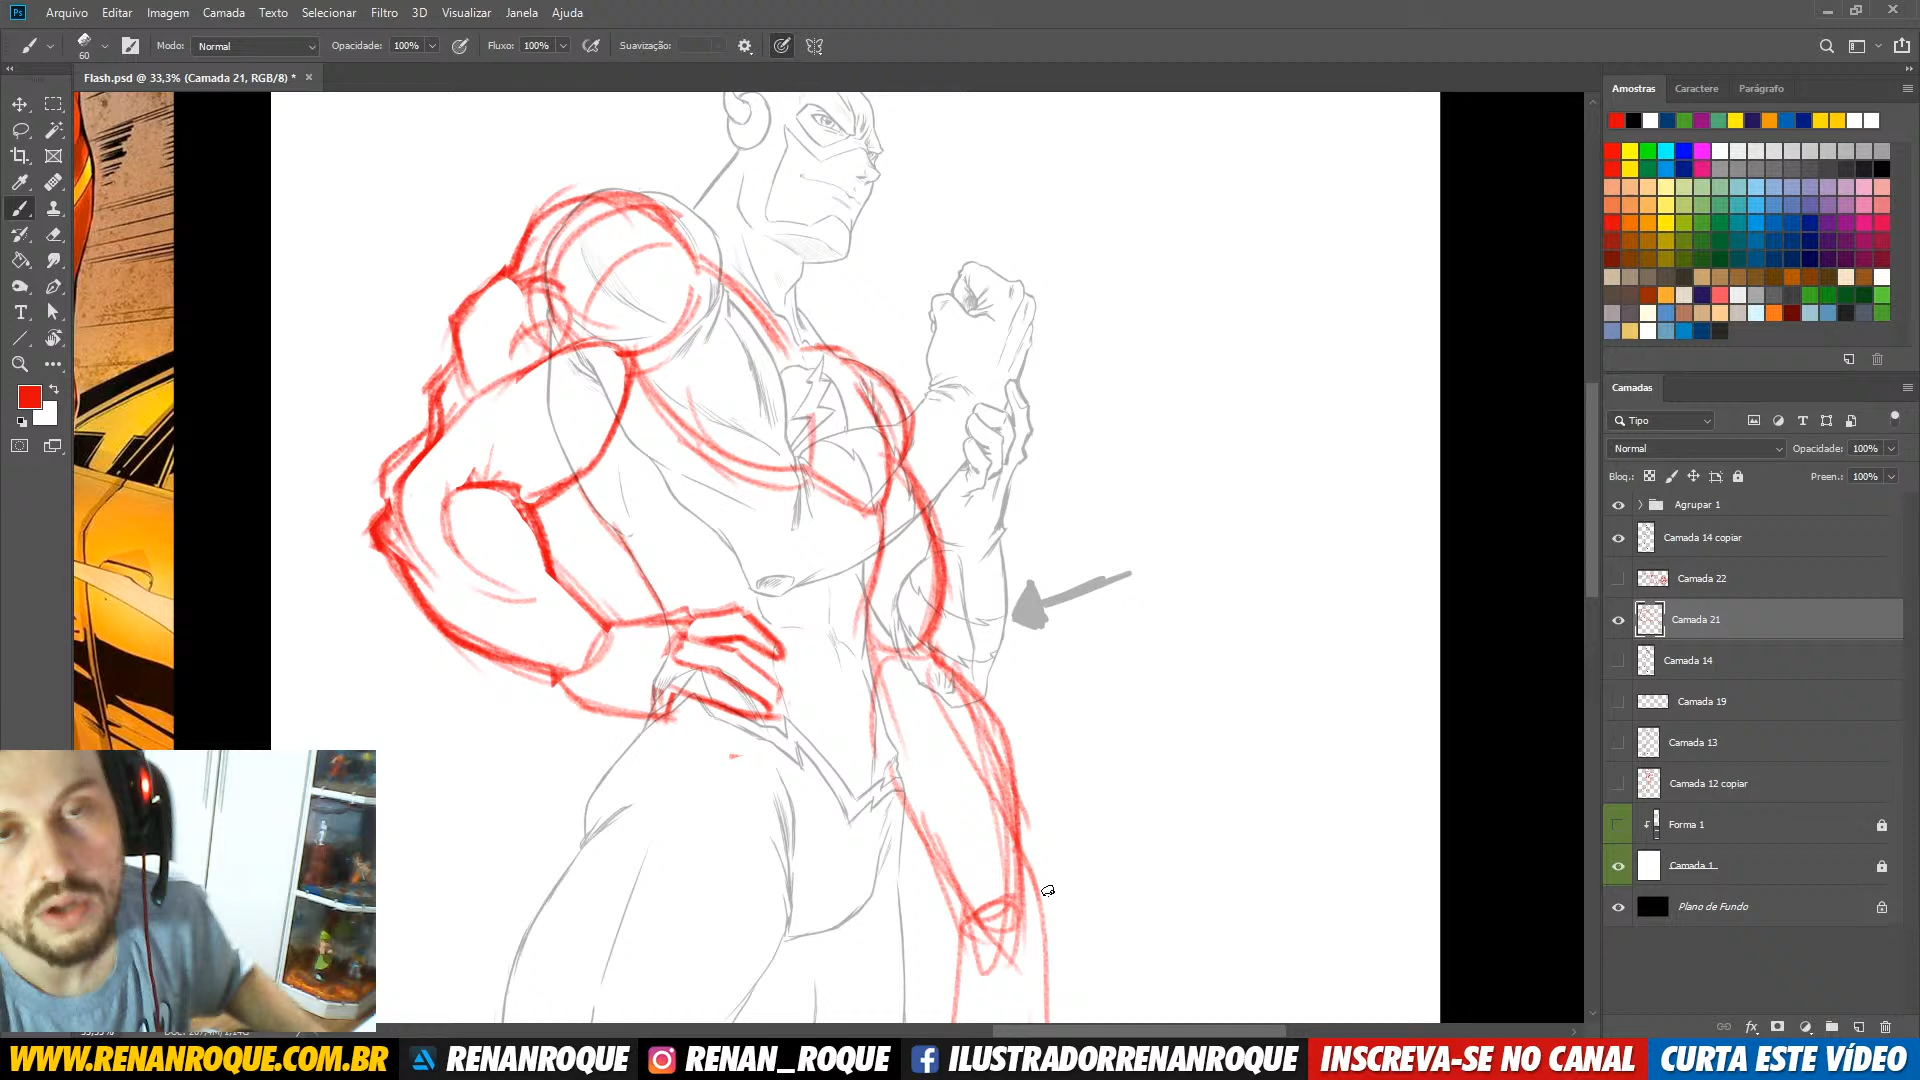 Ps Arquivo Editar Imagem Camada Texto Selecionar Filtro 3D Visualizar Janela Ajuda
60 Modo: Normal Opacidade: 100% Fluxo: 100% Suavização:
Flash.psd @ 33,3% (Camada 21, RGB/8) *
Amostras Caractere Parágrafo
Camadas
Tipo
Normal Opacidade: 100%
Bloq.: Preen.: 100%
Agrupar 1
Camada 14 copiar
Camada 22
Camada 21
Camada 14
Camada 19
Camada 13
Camada 12 copiar
Forma 1
Camada 1
Plano de Fundo
WWW.RENANROQUE.COM.BR RENANROQUE RENAN_ROQUE ILUSTRADORRENANROQUE INSCREVA-SE NO CANAL CURTA ESTE VÍDEO